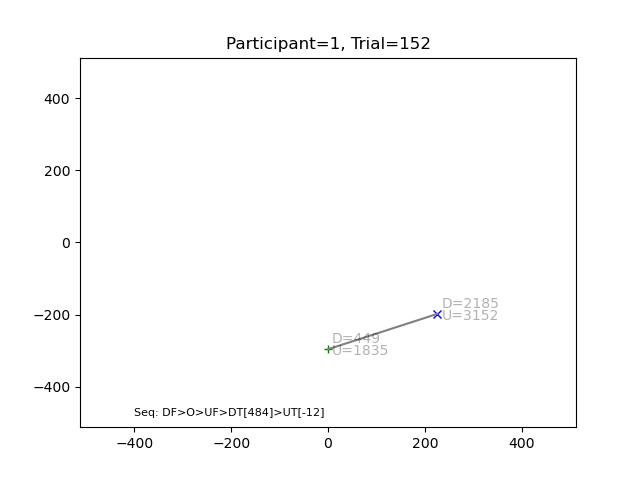 Participant=1, Trial=152
400
200
0
−200
−400
D=2185
U=3152
D=449
U=1835
Seq: DF>O>UF>DT[484]>UT[-12]
−400
−200
0
200
400